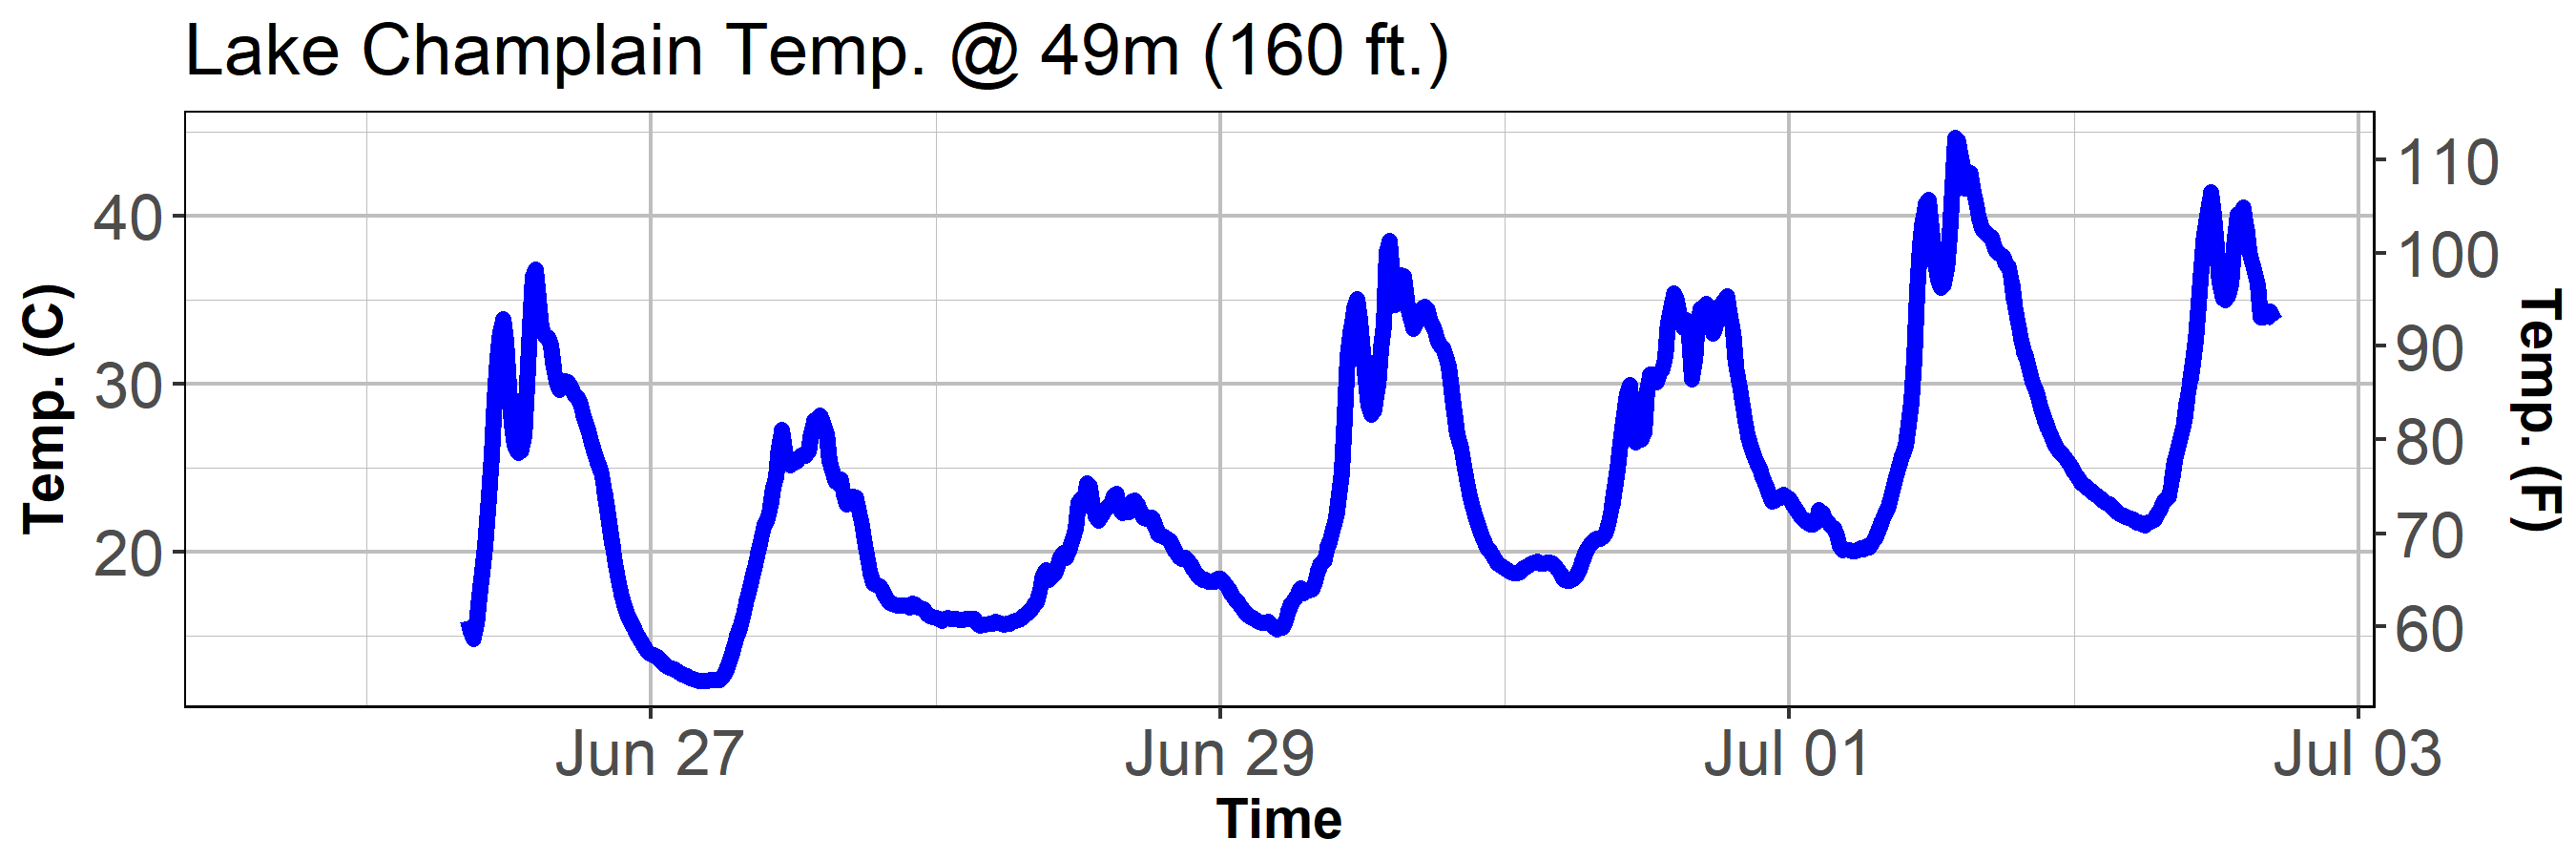 Lake Champlain Temp. @ 49m (160 ft.)
Temp. (C)
40
30
20
110
100
90
80
70
60
Temp. (F)
Jun 27
Jun 29
Jul 01
Jul 03
Time